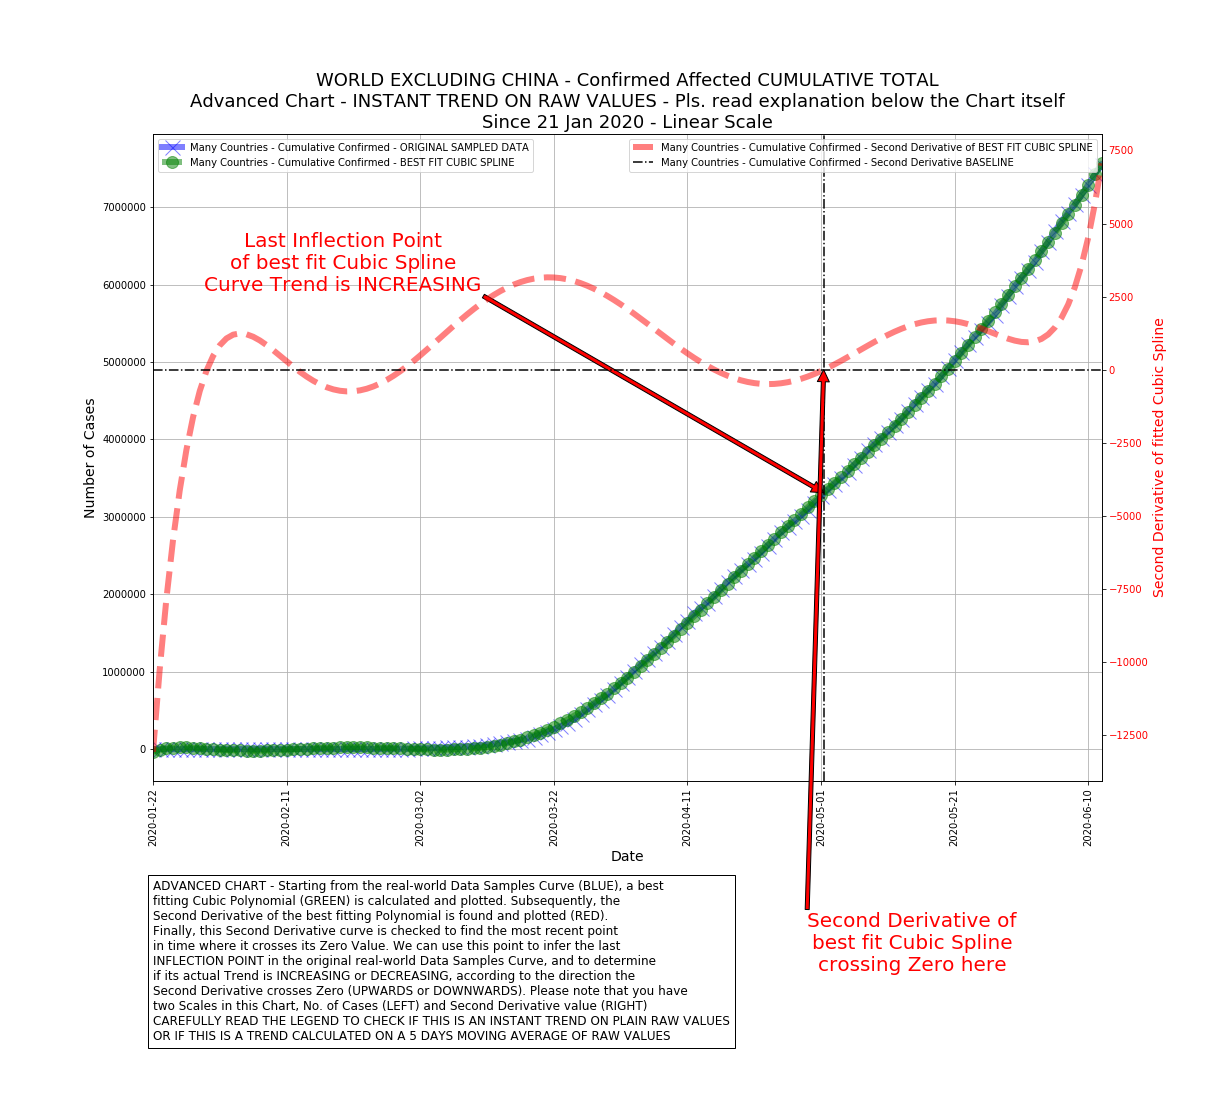 WORLD EXCLUDING CHINA - Confirmed Affected CUMULATIVE TOTAL
Advanced Chart - INSTANT TREND ON RAW VALUES - Pls. read explanation below the Chart itself
Since 21 Jan 2020 - Linear Scale
Many Countries - Cumulative Confirmed - ORIGINAL SAMPLED DATA
Many Countries - Cumulative Confirmed - BEST FIT CUBIC SPLINE
Many Countries - Cumulative Confirmed - Second Derivative of BEST FIT CUBIC SPLINE
Many Countries - Cumulative Confirmed - Second Derivative BASELINE
Last Inflection Point
of best fit Cubic Spline
Curve Trend is INCREASING
Number of Cases
7000000
6000000
5000000
4000000
3000000
2000000
1000000
0
7500
5000
2500
0
−2500
−5000
−7500
−10000
−12500
Second Derivative of fitted Cubic Spline
2020-01-22
2020-02-11
2020-03-02
2020-03-22
2020-04-11
2020-05-01
2020-05-21
2020-06-10
Date
ADVANCED CHART - Starting from the real-world Data Samples Curve (BLUE), a best
fitting Cubic Polynomial (GREEN) is calculated and plotted. Subsequently, the
Second Derivative of the best fitting Polynomial is found and plotted (RED).
Finally, this Second Derivative curve is checked to find the most recent point
in time where it crosses its Zero Value. We can use this point to infer the last
INFLECTION POINT in the original real-world Data Samples Curve, and to determine
if its actual Trend is INCREASING or DECREASING, according to the direction the
Second Derivative crosses Zero (UPWARDS or DOWNWARDS). Please note that you have
two Scales in this Chart, No. of Cases (LEFT) and Second Derivative value (RIGHT)
CAREFULLY READ THE LEGEND TO CHECK IF THIS IS AN INSTANT TREND ON PLAIN RAW VALUES
OR IF THIS IS A TREND CALCULATED ON A 5 DAYS MOVING AVERAGE OF RAW VALUES
Second Derivative of
best fit Cubic Spline
crossing Zero here